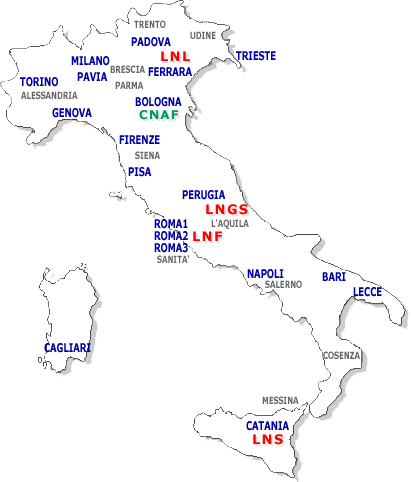 TRENTO
UDINE
PADOVA
LNL
TRIESTE
MILANO
BRESCIA
FERRARA
PAVIA
TORINO
PARMA
ALESSANDRIA
BOLOGNA
GENOVA
CNAF
FIRENZE
SIENA
PISA
PERUGIA
LNGS
L'AQUILA
ROMA1
ROMA2
LNF
ROMA3
SANITA'
NAPOLI
SALERNO
BARI
LECCE
CAGLIARI
COSENZA
MESSINA
CATANIA
LNS